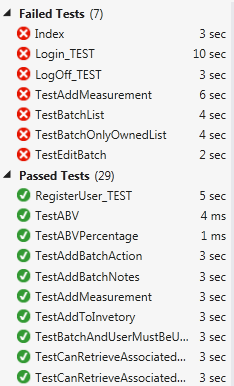 Failed Tests (7)
Index 3 sec
Login_TEST 10 sec
LogOff_TEST 3 sec
TestAddMeasurement 6 sec
TestBatchList 4 sec
TestBatchOnlyOwnedList 4 sec
TestEditBatch 2 sec
Passed Tests (29)
RegisterUser_TEST 5 sec
TestABV 4 ms
TestABVPercentage 1 ms
TestAddBatchAction 3 sec
TestAddBatchNotes 3 sec
TestAddMeasurement 3 sec
TestAddToInvetory 3 sec
TestBatchAndUserMustBeU... 3 sec
TestCanRetrieveAssociated... 3 sec
TestCanRetrieveAssociated... 3 sec